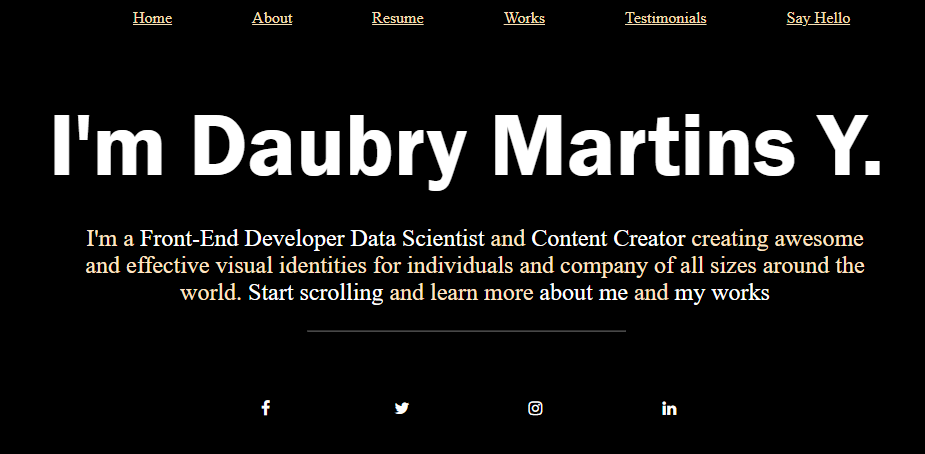 Home About Resume Works Testimonials Say Hello
I'm Daubry Martins Y.
I'm a Front-End Developer Data Scientist and Content Creator creating awesome
and effective visual identities for individuals and company of all sizes around the
world. Start scrolling and learn more about me and my works